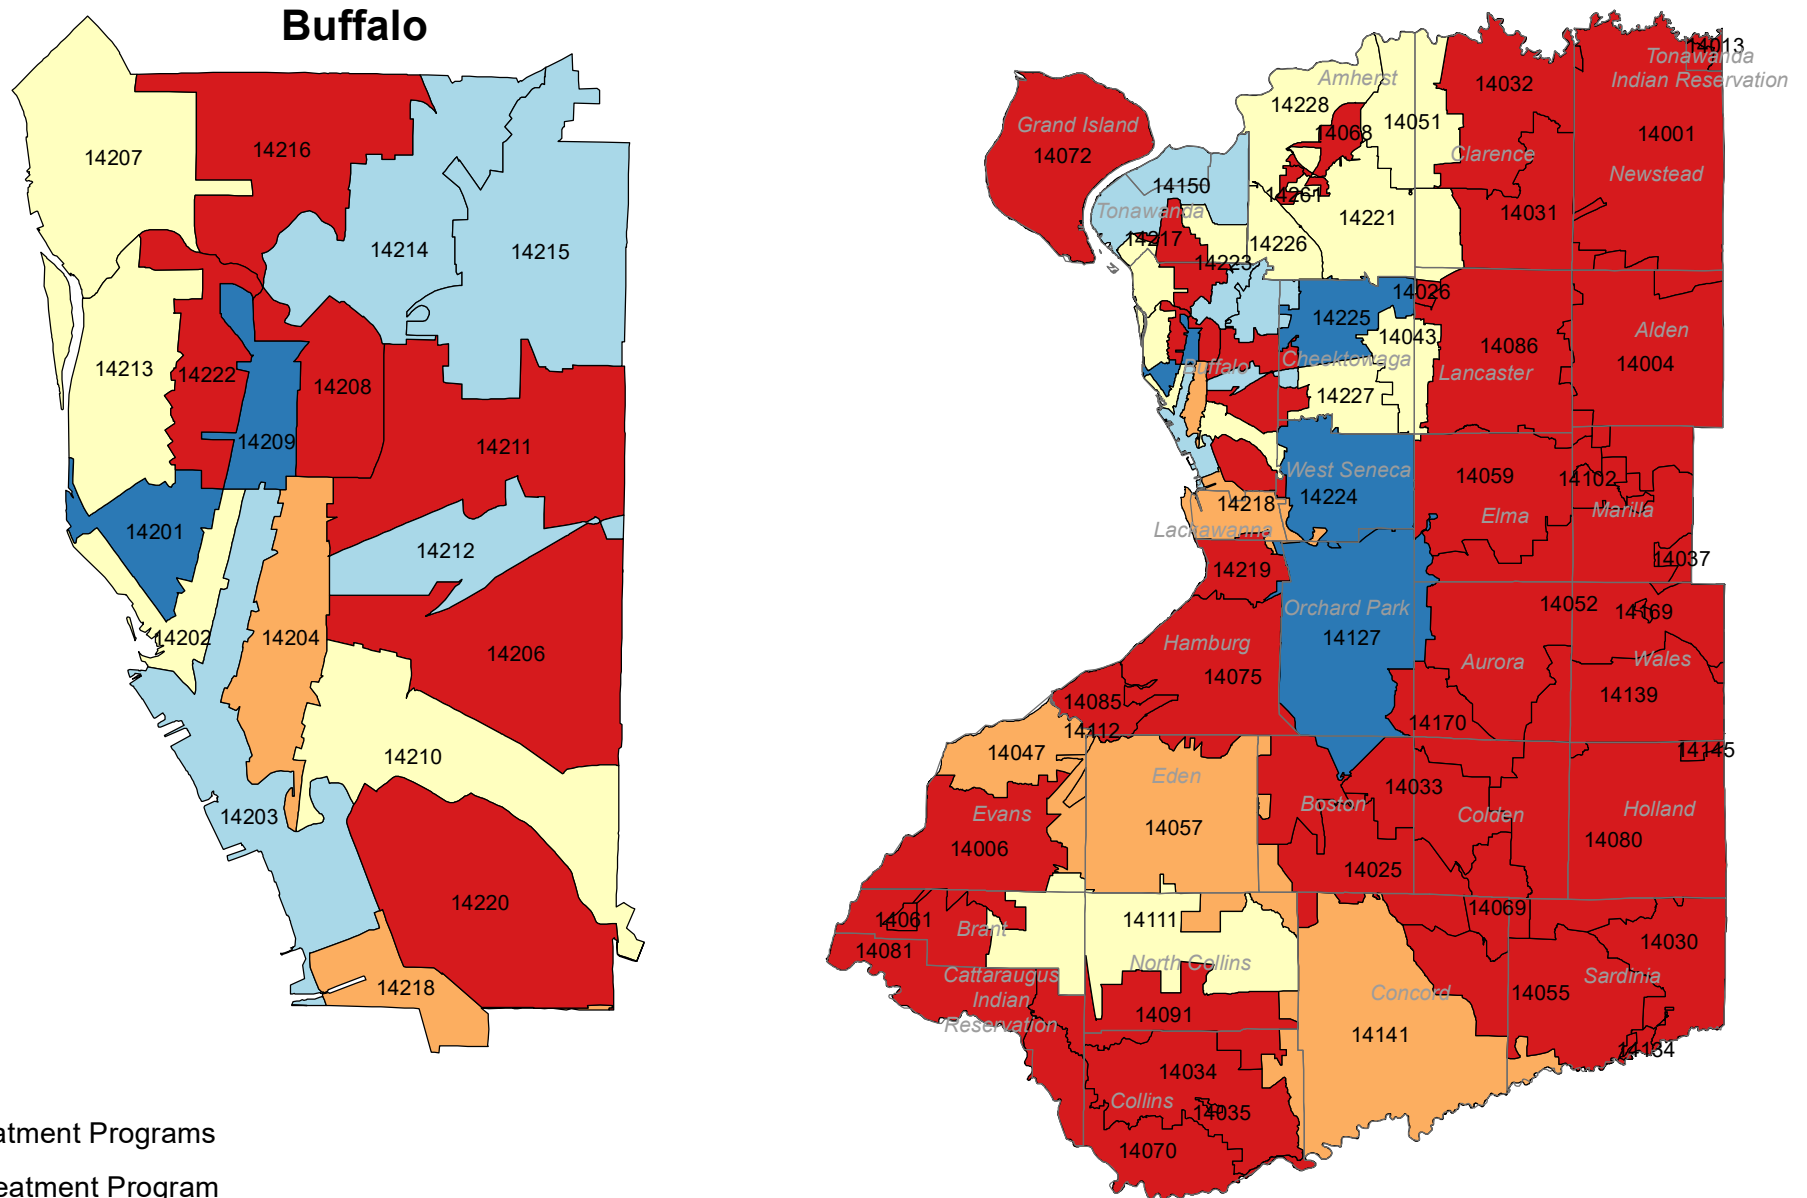 Buffalo
14207
14216
14214
14215
14213
14222
14208
14209
14211
14201
14212
14202
14204
14206
14210
14203
14220
14218
atment Programs
eatment Program
14013
Tonawanda
Indian Reservation
Amherst
14032
14228
Grand Island
14072
14068
14051
14001
Clarence
Newstead
14150
14261
Tonawanda
14221
14031
14217
14226
14223
14026
14225
14043
Alden
14086
14004
Buffalo
Cheektowaga
Lancaster
14227
West Seneca
14059
14102
14224
14218
Elma
Marilla
Lackawanna
14219
14037
Orchard Park
14052
14169
14127
Hamburg
Aurora
Wales
14075
14085
14139
14112
14170
14047
14145
Eden
14033
Evans
Boston
Colden
Holland
14057
14006
14080
14025
14061
14111
14069
Brant
14081
14030
North Collins
Cattaraugus
Indian
Reservation
Concord
Sardinia
14055
14091
14141
14134
14034
Collins
14035
14070